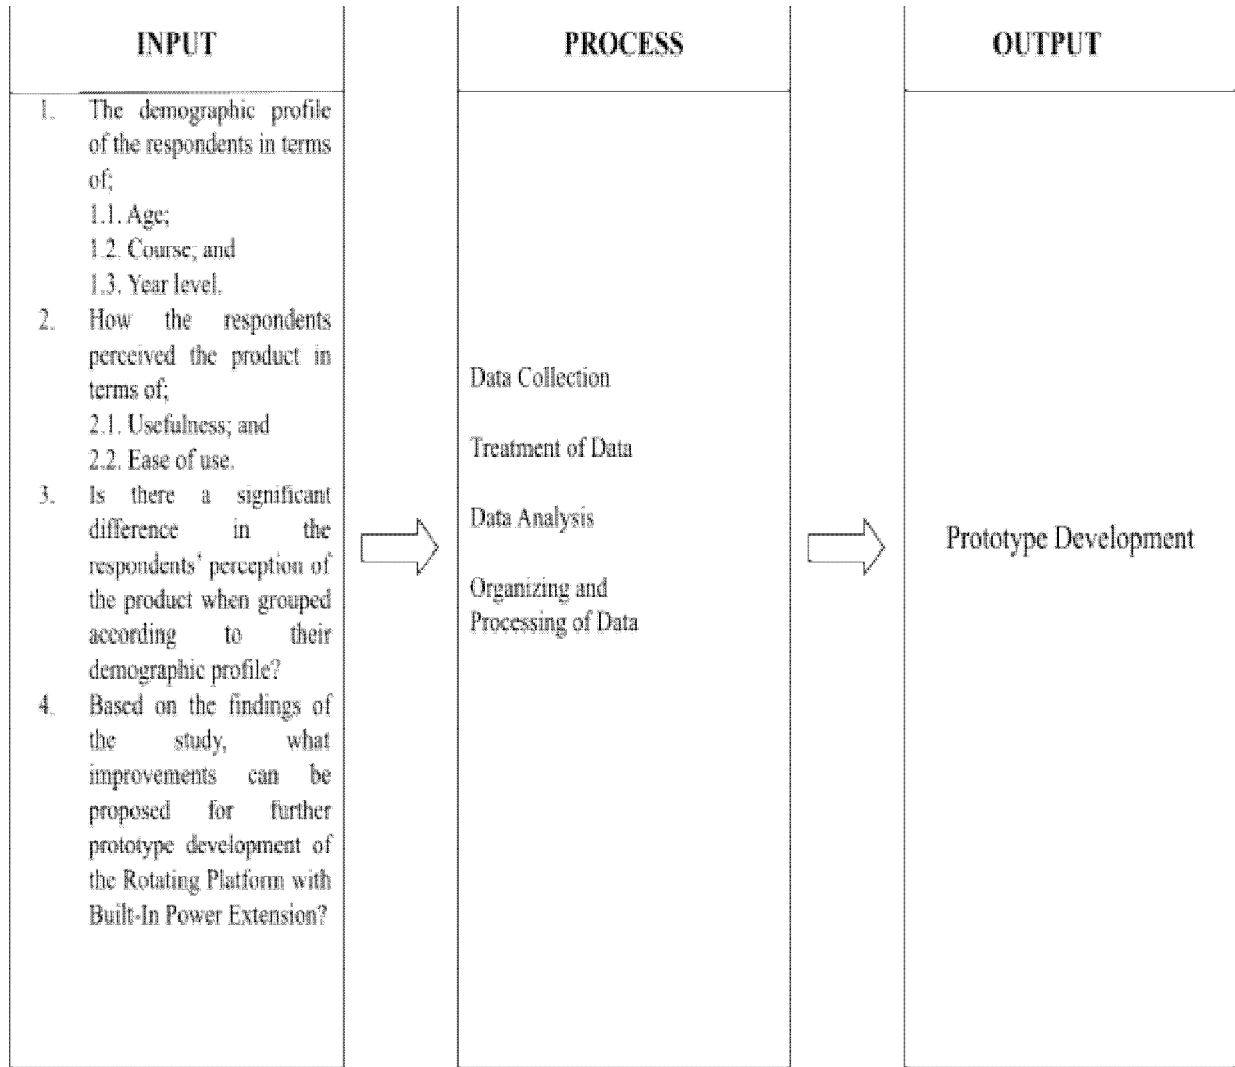 INPUT
1. The demographic profile
of the respondents in terms
of;
1.1. Age;
1.2. Course; and
1.3. Year level.
2. How the respondents
perceived the product in
terms of;
2.1. Usefulness; and
2.2. Ease of use.
3. Is there a significant
difference in the
respondents’ perception of
the product when grouped
according to their
demographic profile?
4. Based on the findings of
the study, what
improvements can be
proposed for further
prototype development of
the Rotating Platform with
Built-In Power Extension?
PROCESS
Data Collection
Treatment of Data
Data Analysis
Organizing and
Processing of Data
OUTPUT
Prototype Development